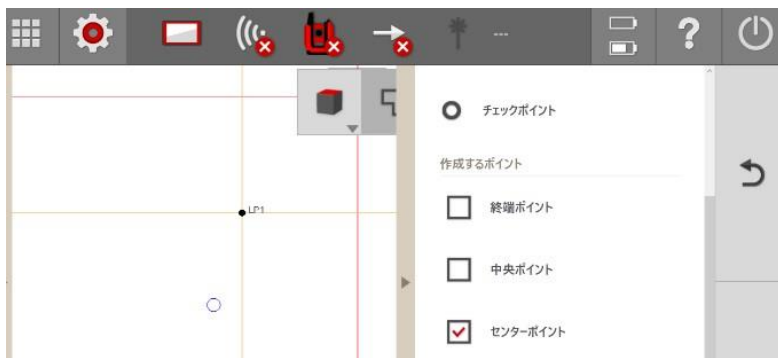 ---
?
チェックポイント
作成するポイント
LP1
終端ポイント
中央ポイント
センターポイント